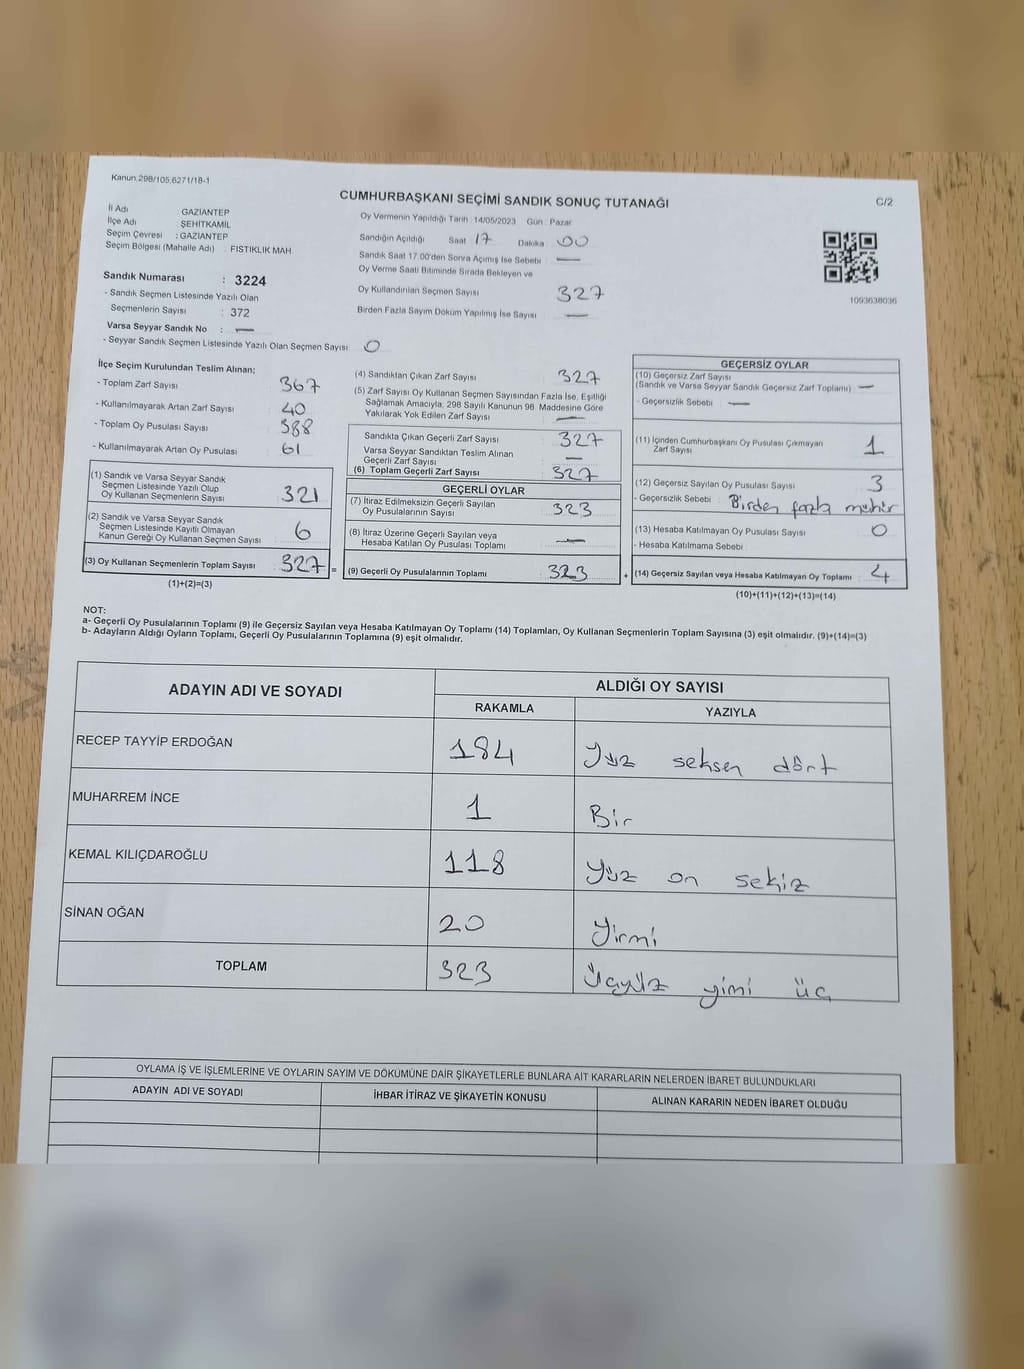 Kanun.298/105,6271/18-1
CUMHURBAŞKANI SEÇİMİ SANDIK SONUÇ TUTANAĞI
C/2
İl Adı GAZİANTEP
İlçe Adı ŞEHİTKAMİL
Seçim Çevresi : GAZİANTEP
Seçim Bölgesi (Mahalle Adı) : FISTIKLIK MAH
Oy Vermenin Yapıldığı Tarih 14/05/2023 Gün : Pazar
Sandığın Açıldığı Saat 17 Dakika 00
Sandık Saat 17.00'den Sonra Açımış İse Sebebi —
Oy Verme Saati Bitiminde Sırada Bekleyen ve
Oy Kullandırılan Seçmen Sayısı 327
Birden Fazla Sayım Döküm Yapılmış İse Sayısı —
1093638036
Sandık Numarası : 3224
- Sandık Seçmen Listesinde Yazılı Olan
Seçmenlerin Sayısı : 372
Varsa Seyyar Sandık No : —
- Seyyar Sandık Seçmen Listesinde Yazılı Olan Seçmen Sayısı 0
İlçe Seçim Kurulundan Teslim Alınan;
- Toplam Zarf Sayısı 367
- Kullanılmayarak Artan Zarf Sayısı 40
- Toplam Oy Pusulası Sayısı 388
- Kullanılmayarak Artan Oy Pusulası 61
(1) Sandık ve Varsa Seyyar Sandık
Seçmen Listesinde Yazılı Olup
Oy Kullanan Seçmenlerin Sayısı 321
(2) Sandık ve Varsa Seyyar Sandık
Seçmen Listesinde Kayıtlı Olmayan
Kanun Gereği Oy Kullanan Seçmen Sayısı 6
(3) Oy Kullanan Seçmenlerin Toplam Sayısı 327 =
(1)+(2)=(3)
(4) Sandıktan Çıkan Zarf Sayısı 327
(5) Zarf Sayısı Oy Kullanan Seçmen Sayısından Fazla İse, Eşitliği
Sağlamak Amacıyla, 298 Sayılı Kanunun 98. Maddesine Göre
Yakılarak Yok Edilen Zarf Sayısı —
Sandıkta Çıkan Geçerli Zarf Sayısı 327
Varsa Seyyar Sandıktan Teslim Alınan
Geçerli Zarf Sayısı —
(6) Toplam Geçerli Zarf Sayısı 327
GEÇERLİ OYLAR
(7) İtiraz Edilmeksizin Geçerli Sayılan
Oy Pusulalarının Sayısı 323
(8) İtiraz Üzerine Geçerli Sayılan veya
Hesaba Katılan Oy Pusulası Toplamı —
(9) Geçerli Oy Pusulalarının Toplamı 323 +
GEÇERSİZ OYLAR
(10) Geçersiz Zarf Sayısı
(Sandık ve Varsa Seyyar Sandık Geçersiz Zarf Toplamı) —
- Geçersizlik Sebebi : —
(11) İçinden Cumhurbaşkanı Oy Pusulası Çıkmayan
Zarf Sayısı 1
(12) Geçersiz Sayılan Oy Pusulası Sayısı 3
- Geçersizlik Sebebi : Birden fazla mühür
(13) Hesaba Katılmayan Oy Pusulası Sayısı 0
- Hesaba Katılmama Sebebi
(14) Geçersiz Sayılan veya Hesaba Katılmayan Oy Toplamı 4
(10)+(11)+(12)+(13)=(14)
NOT:
a- Geçerli Oy Pusulalarının Toplamı (9) ile Geçersiz Sayılan veya Hesaba Katılmayan Oy Toplamı (14) Toplamları, Oy Kullanan Seçmenlerin Toplam Sayısına (3) eşit olmalıdır. (9)+(14)=(3)
b- Adayların Aldığı Oyların Toplamı, Geçerli Oy Pusulalarının Toplamına (9) eşit olmalıdır.
ADAYIN ADI VE SOYADI ALDIĞI OY SAYISI
RAKAMLA YAZIYLA
RECEP TAYYİP ERDOĞAN 184 Yüz seksen dört
MUHARREM İNCE 1 Bir
KEMAL KILIÇDAROĞLU 118 Yüz on sekiz
SİNAN OĞAN 20 Yirmi
TOPLAM 323 Üçyüz yimi üç
OYLAMA İŞ VE İŞLEMLERİNE VE OYLARIN SAYIM VE DÖKÜMÜNE DAİR ŞİKAYETLERLE BUNLARA AİT KARARLARIN NELERDEN İBARET BULUNDUKLARI
ADAYIN ADI VE SOYADI İHBAR İTİRAZ VE ŞİKAYETİN KONUSU ALINAN KARARIN NEDEN İBARET OLDUĞU